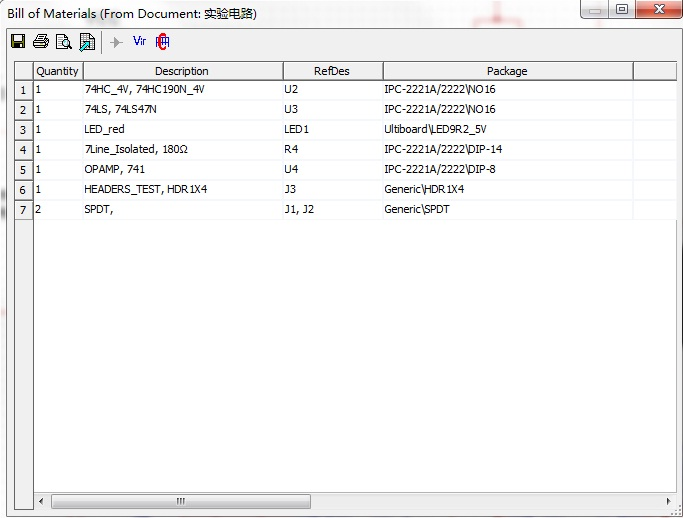 Bill of Materials (From Document: 实验电路)
Vir
Quantity Description RefDes Package
1 1 74HC_4V, 74HC190N_4V U2 IPC-2221A/2222\NO16
2 1 74LS, 74LS47N U3 IPC-2221A/2222\NO16
3 1 LED_red LED1 Ultiboard\LED9R2_5V
4 1 7Line_Isolated, 180Ω R4 IPC-2221A/2222\DIP-14
5 1 OPAMP, 741 U4 IPC-2221A/2222\DIP-8
6 1 HEADERS_TEST, HDR1X4 J3 Generic\HDR1X4
7 2 SPDT, J1, J2 Generic\SPDT